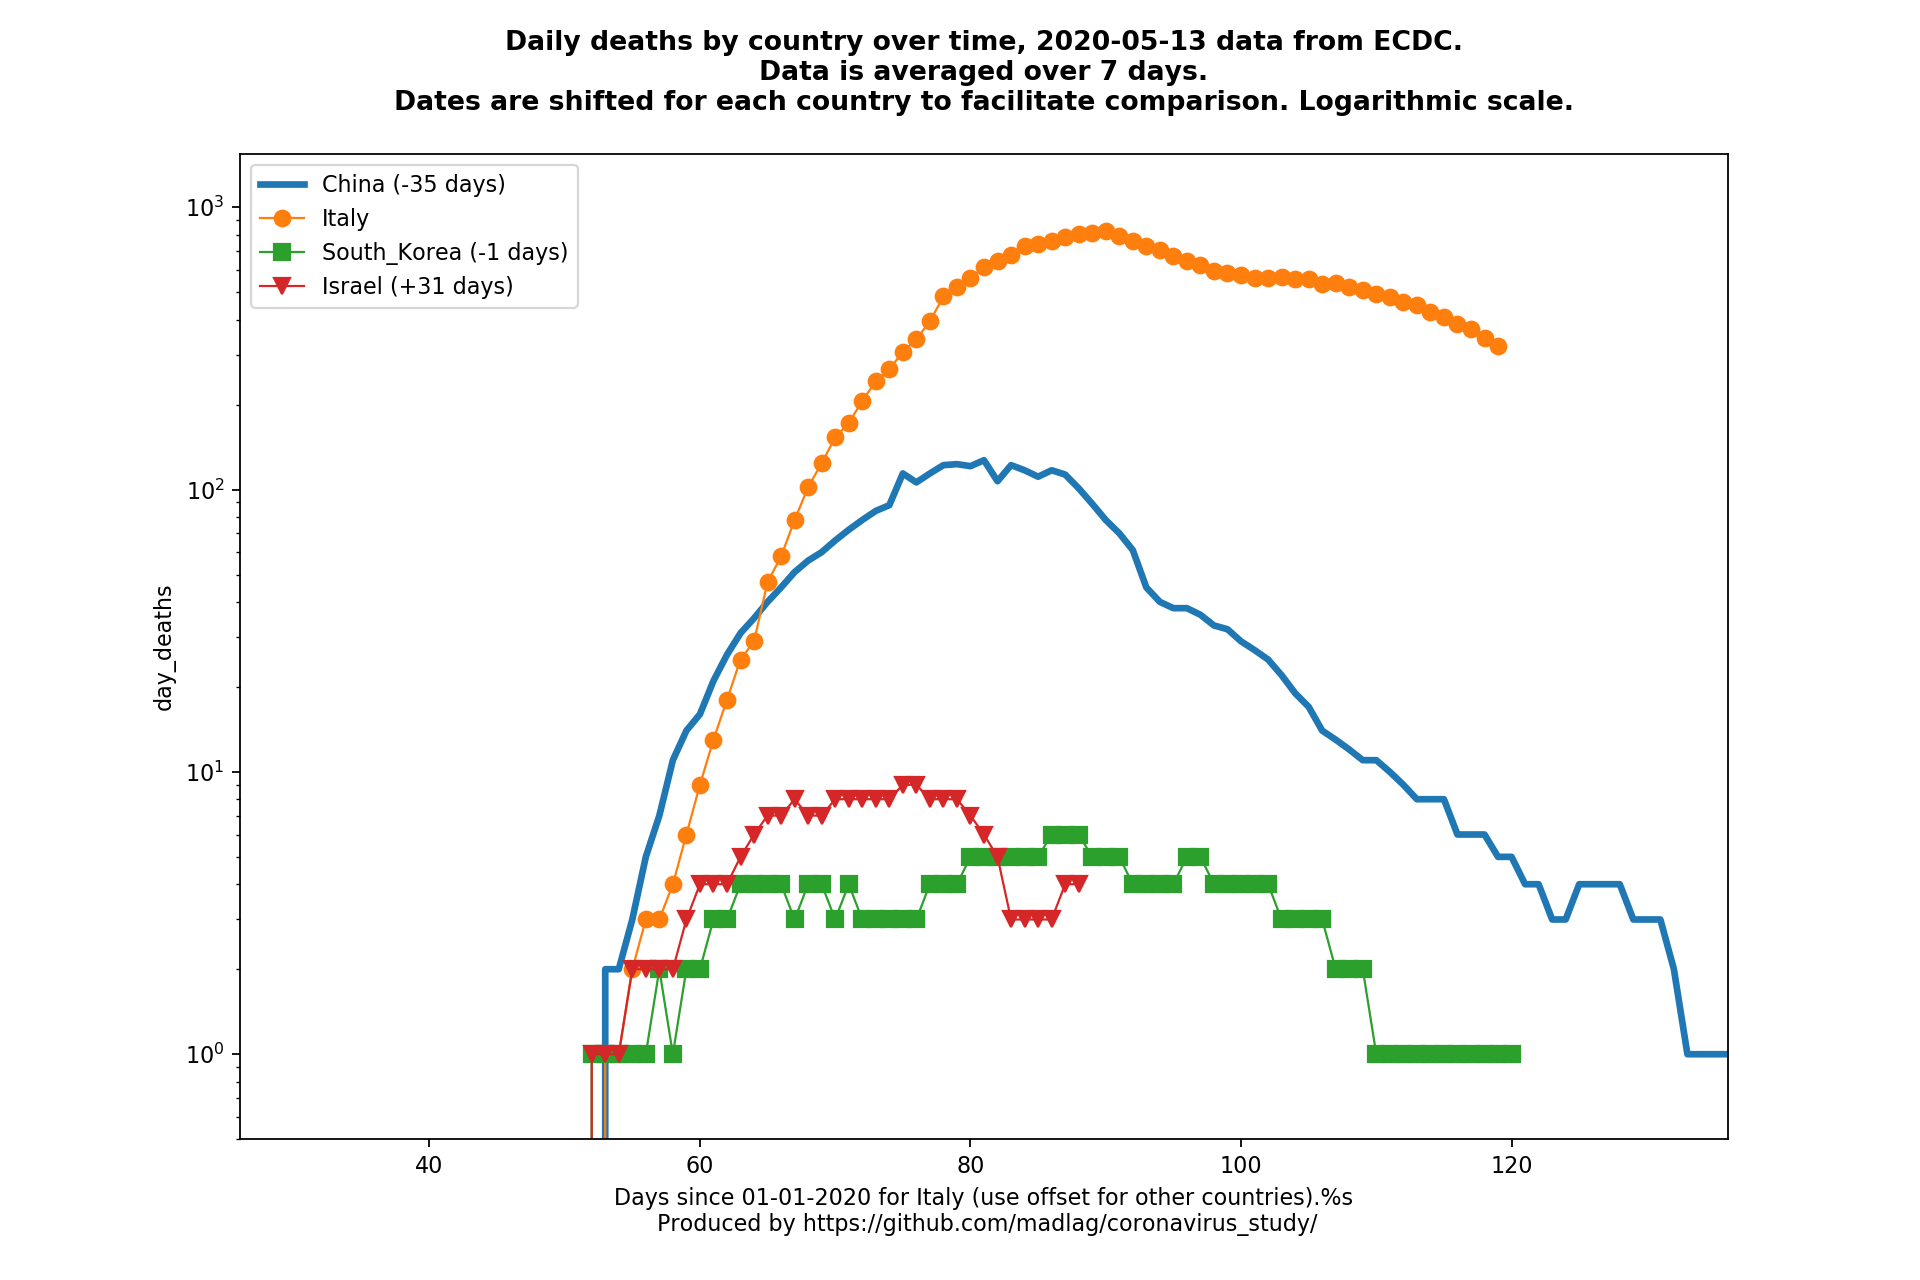 Daily deaths by country over time, 2020-05-13 data from ECDC.
Data is averaged over 7 days.
Dates are shifted for each country to facilitate comparison. Logarithmic scale.
China (-35 days)
Italy
South_Korea (-1 days)
Israel (+31 days)
10³
10²
10¹
10⁰
day_deaths
40 60 80 100 120
Days since 01-01-2020 for Italy (use offset for other countries).%s
Produced by https://github.com/madlag/coronavirus_study/